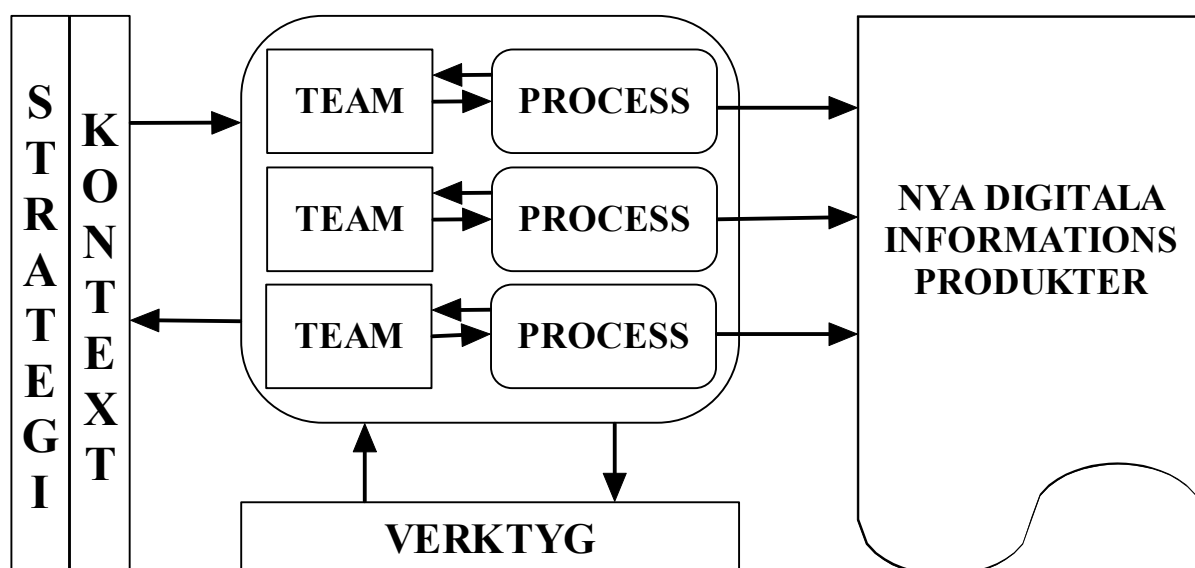 STRATEGI
KONTEXT
TEAM PROCESS
TEAM PROCESS
TEAM PROCESS
NYA DIGITALA
INFORMATIONS
PRODUKTER
VERKTYG